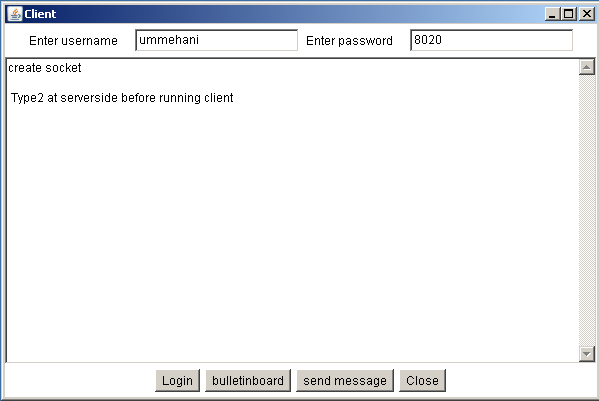 Client
Enter username ummehani Enter password 8020
create socket
Type2 at serverside before running client
Login bulletinboard send message Close